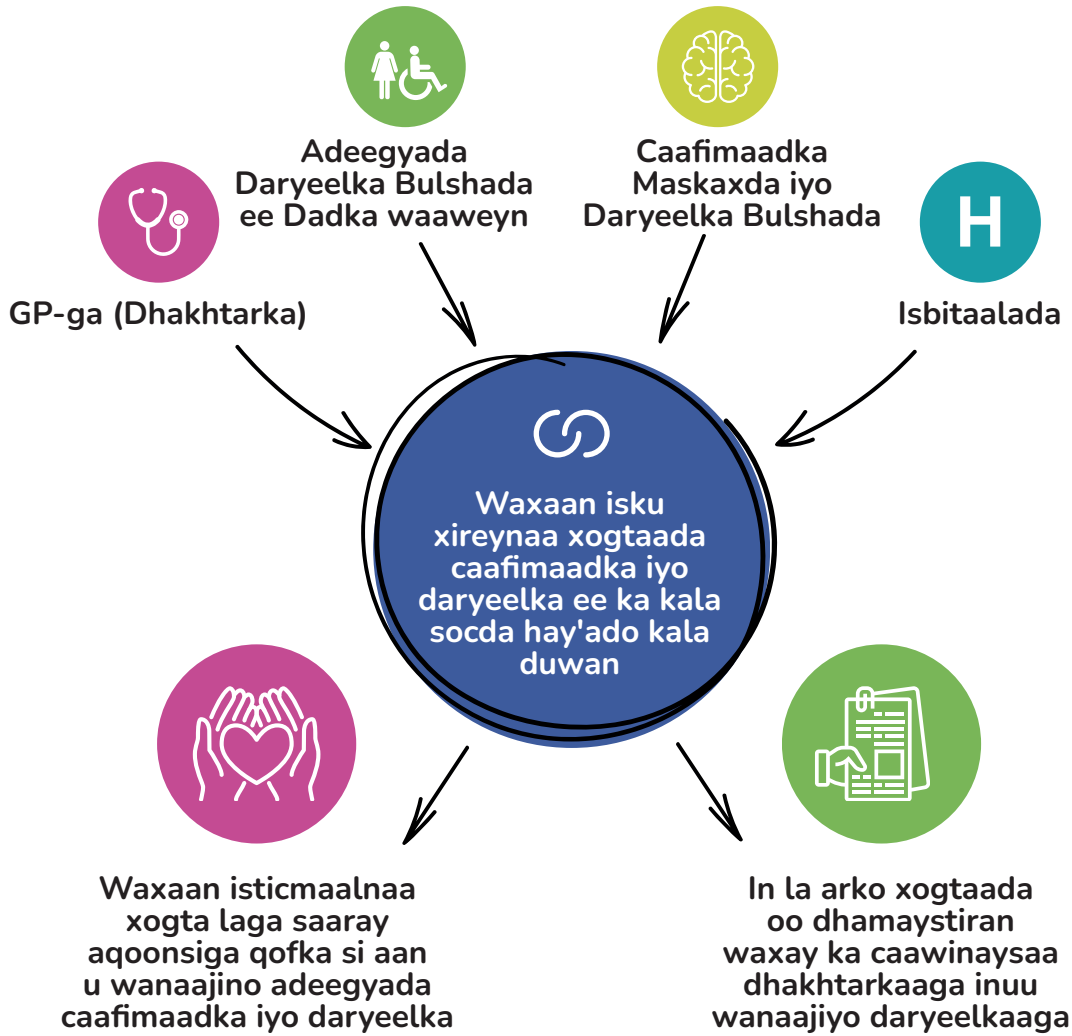 Adeegyada
Daryeelka Bulshada
ee Dadka waaweyn
Caafimaadka
Maskaxda iyo
Daryeelka Bulshada
H
GP-ga (Dhakhtarka)
Isbitaalada
Waxaan isku
xireynaa xogtaada
caafimaadka iyo
daryeelka ee ka kala
socda hay'ado kala
duwan
Waxaan isticmaalnaa
xogta laga saaray
aqoonsiga qofka si aan
u wanaajino adeegyada
caafimaadka iyo daryeelka
In la arko xogtaada
oo dhamaystiran
waxay ka caawinaysaa
dhakhtarkaaga inuu
wanaajiyo daryeelkaaga